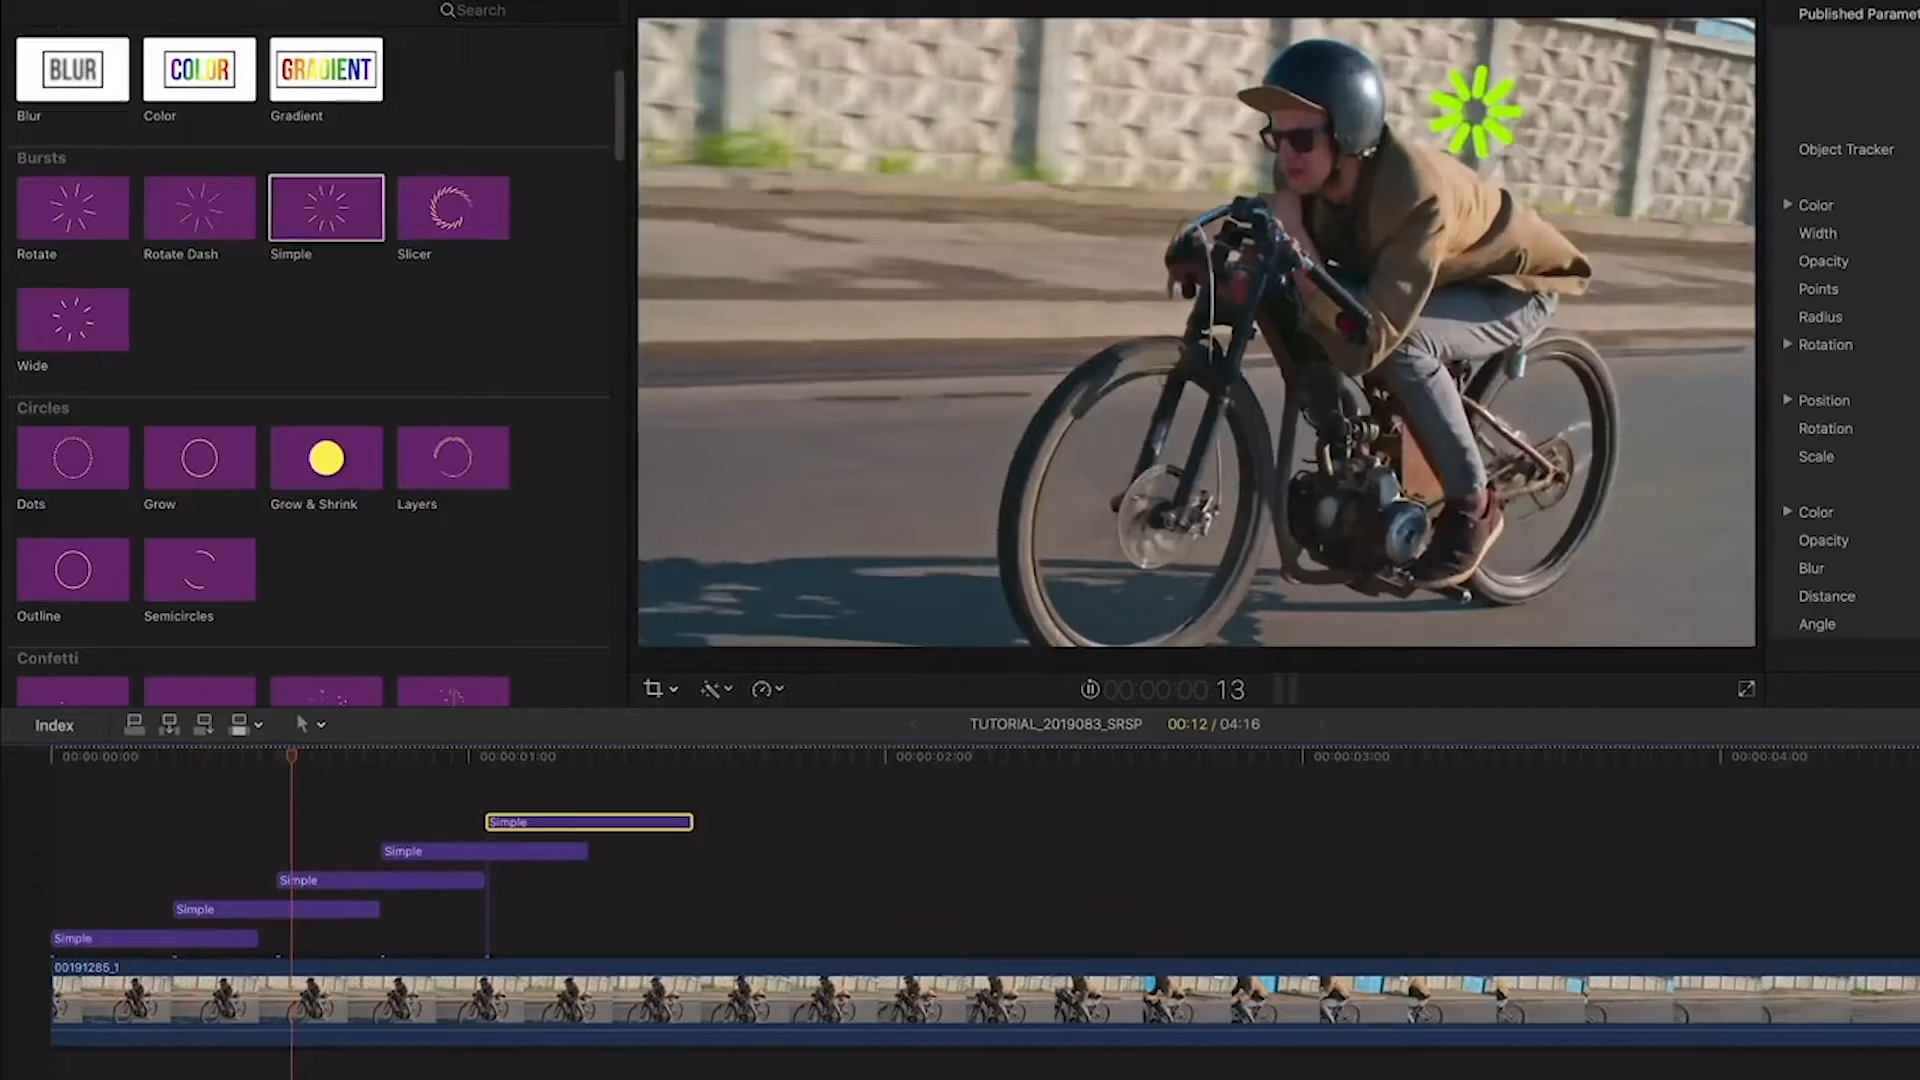 Search
BLUR
COLOR
GRADIENT
Blur
Color
Gradient
Bursts
Rotate
Rotate Dash
Simple
Slicer
Wide
Circles
Dots
Grow
Grow & Shrink
Layers
Outline
Semicircles
Confetti
Published Paramet
Object Tracker
Color
Width
Opacity
Points
Radius
Rotation
Position
Rotation
Scale
Color
Opacity
Blur
Distance
Angle
00:00:00:00 13
Index
TUTORIAL_2019083_SRSP
00:12 / 04:16
00:00:00:00
00:00:01:00
00:00:02:00
00:00:03:00
00:00:04:00
Simple
Simple
Simple
Simple
Simple
00191285_1